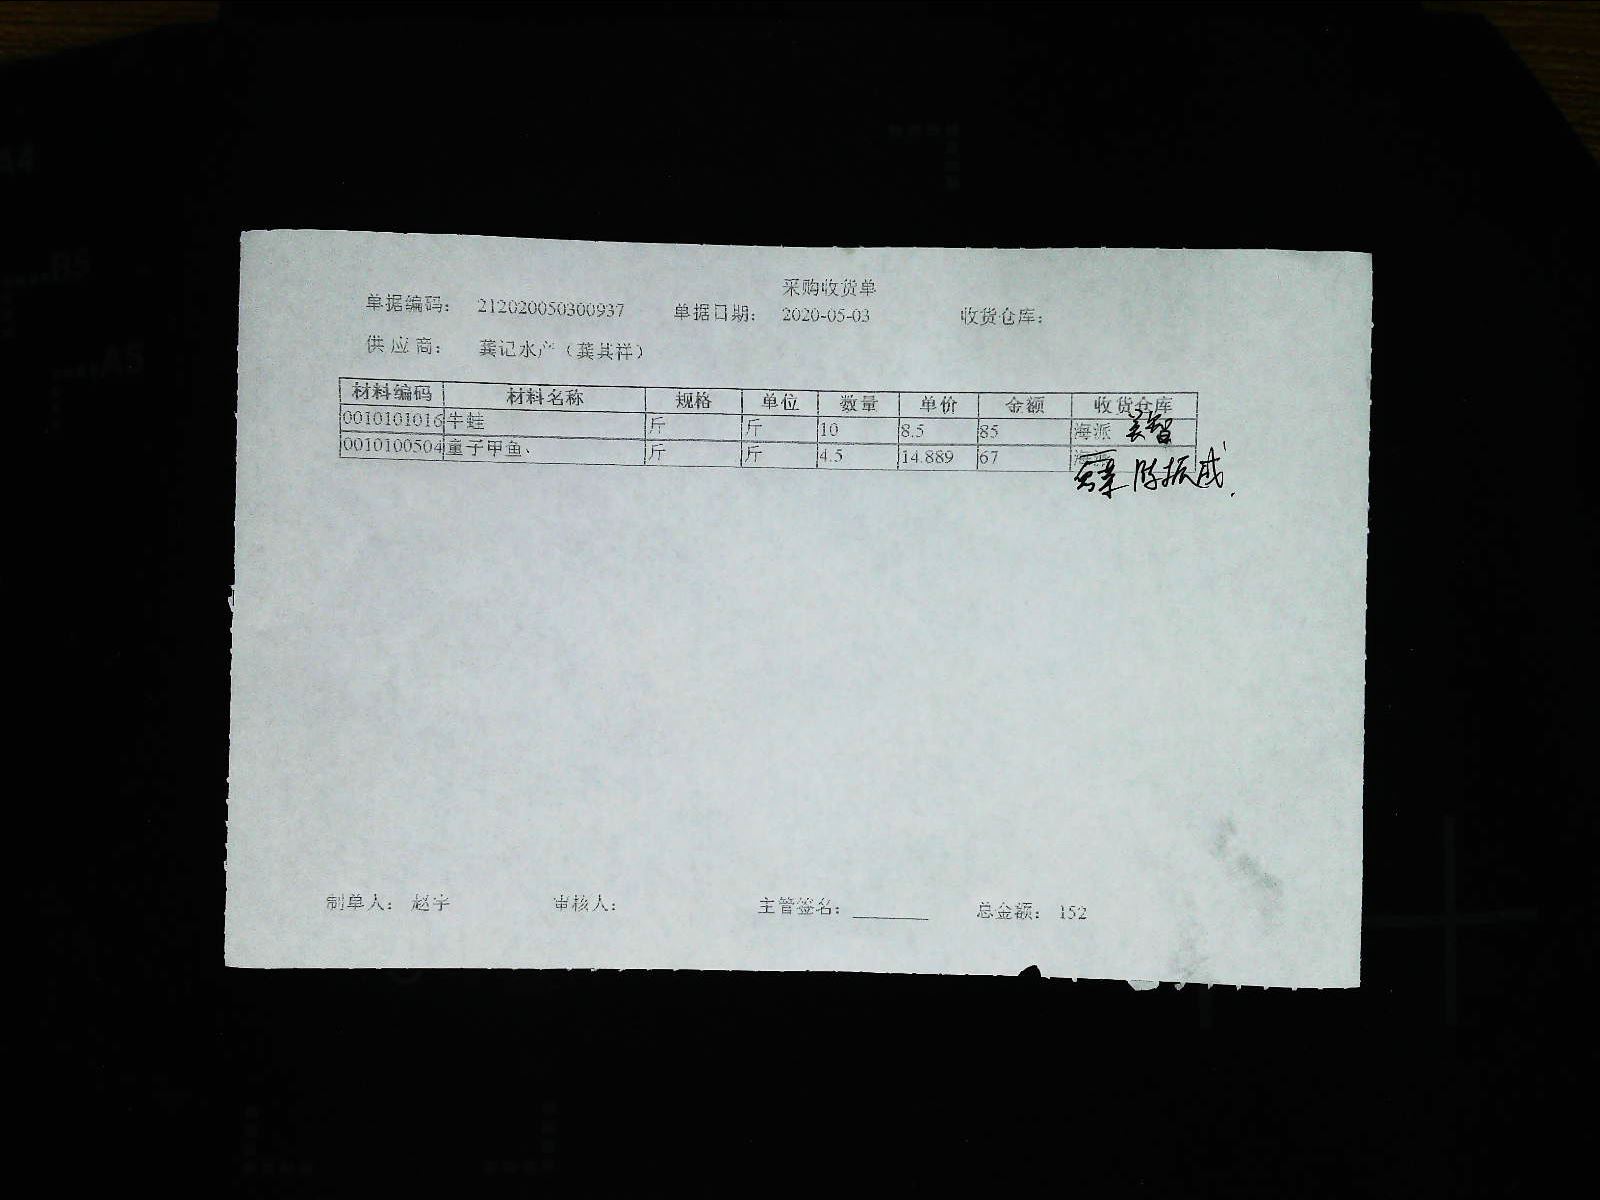 采购收货单
单据编码： 212020050300937 单据日期： 2020-05-03 收货仓库：
供应商： 龚记水产（龚其祥）
材料编码 材料名称 规格 单位 数量 单价 金额 收货仓库
0010101016 牛蛙 斤 斤 10 8.5 85 海派
0010100504 童子甲鱼、 斤 斤 4.5 14.889 67
陈振威
制单人： 赵宇 审核人： 主管签名：________ 总金额： 152